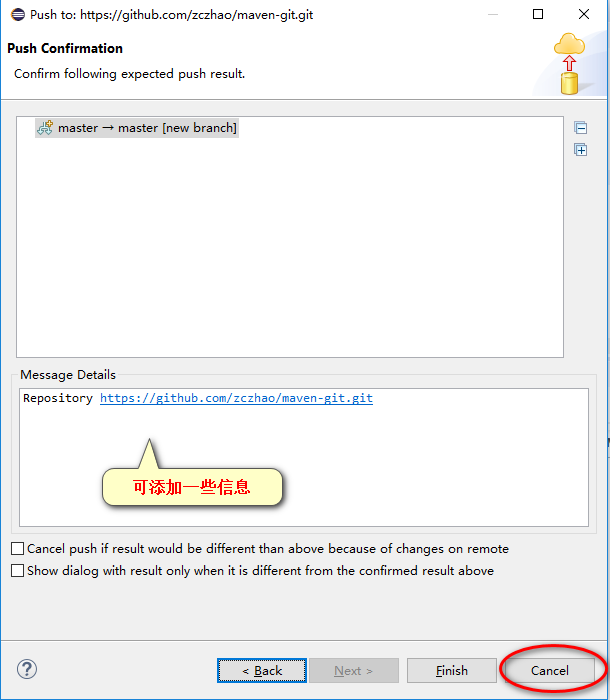 Push to: https://github.com/zczhao/maven-git.git
Push Confirmation
Confirm following expected push result.
master → master [new branch]
Message Details
Repository https://github.com/zczhao/maven-git.git
可添加一些信息
Cancel push if result would be different than above because of changes on remote
Show dialog with result only when it is different from the confirmed result above
< Back
Next >
Finish
Cancel